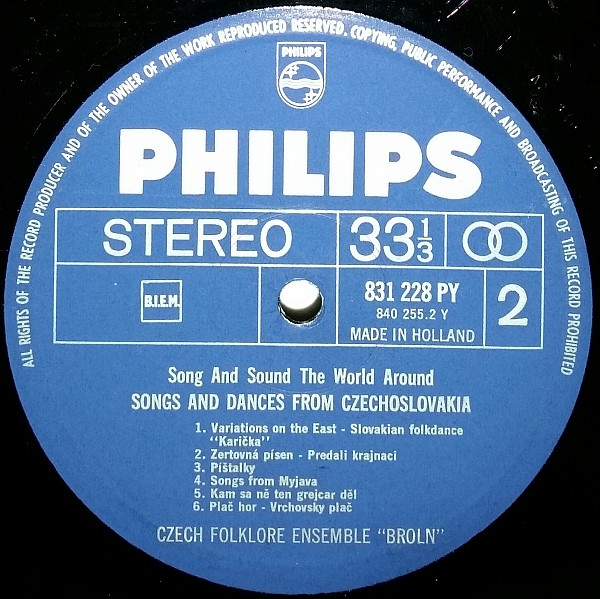 ALL RIGHTS OF THE RECORD PRODUCER AND OF THE OWNER OF THE WORK REPRODUCED RESERVED. COPYING, PUBLIC PERFORMANCE AND BROADCASTING OF THIS RECORD PROHIBITED
PHILIPS
PHILIPS
STEREO 33 1/3
B.I.E.M. 831 228 PY 2
840 255.2 Y
MADE IN HOLLAND
Song And Sound The World Around
SONGS AND DANCES FROM CZECHOSLOVAKIA
1. Variations on the East - Slovakian folkdance
"Karička"
2. Zertovná písen - Predali krajnaci
3. Píštalky
4. Songs from Myjava
5. Kam sa ně ten grejcar děl
6. Plač hor - Vrchovsky plač
CZECH FOLKLORE ENSEMBLE "BROLN"